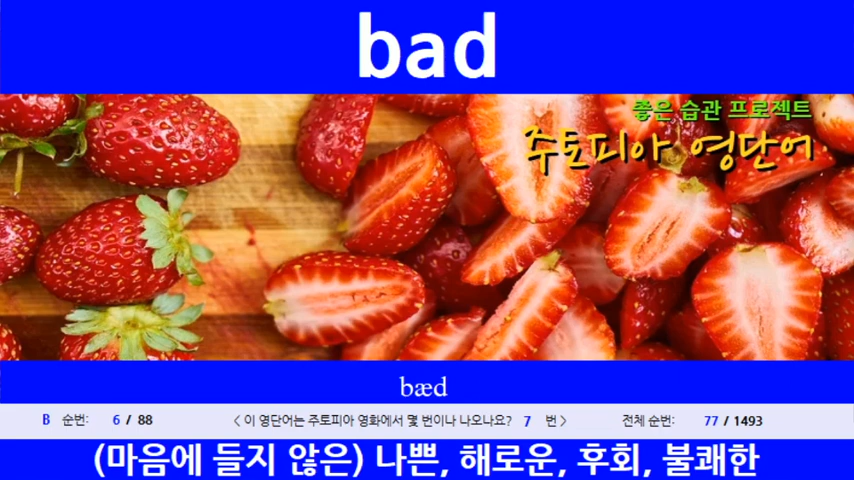 bad
좋은 습관 프로젝트
주토피아 영단어
bæd
B 순번: 6 / 88 < 이 영단어는 주토피아 영화에서 몇 번이나 나오나요? 7 번 > 전체 순번: 77 / 1493
(마음에 들지 않은) 나쁜, 해로운, 후회, 불쾌한